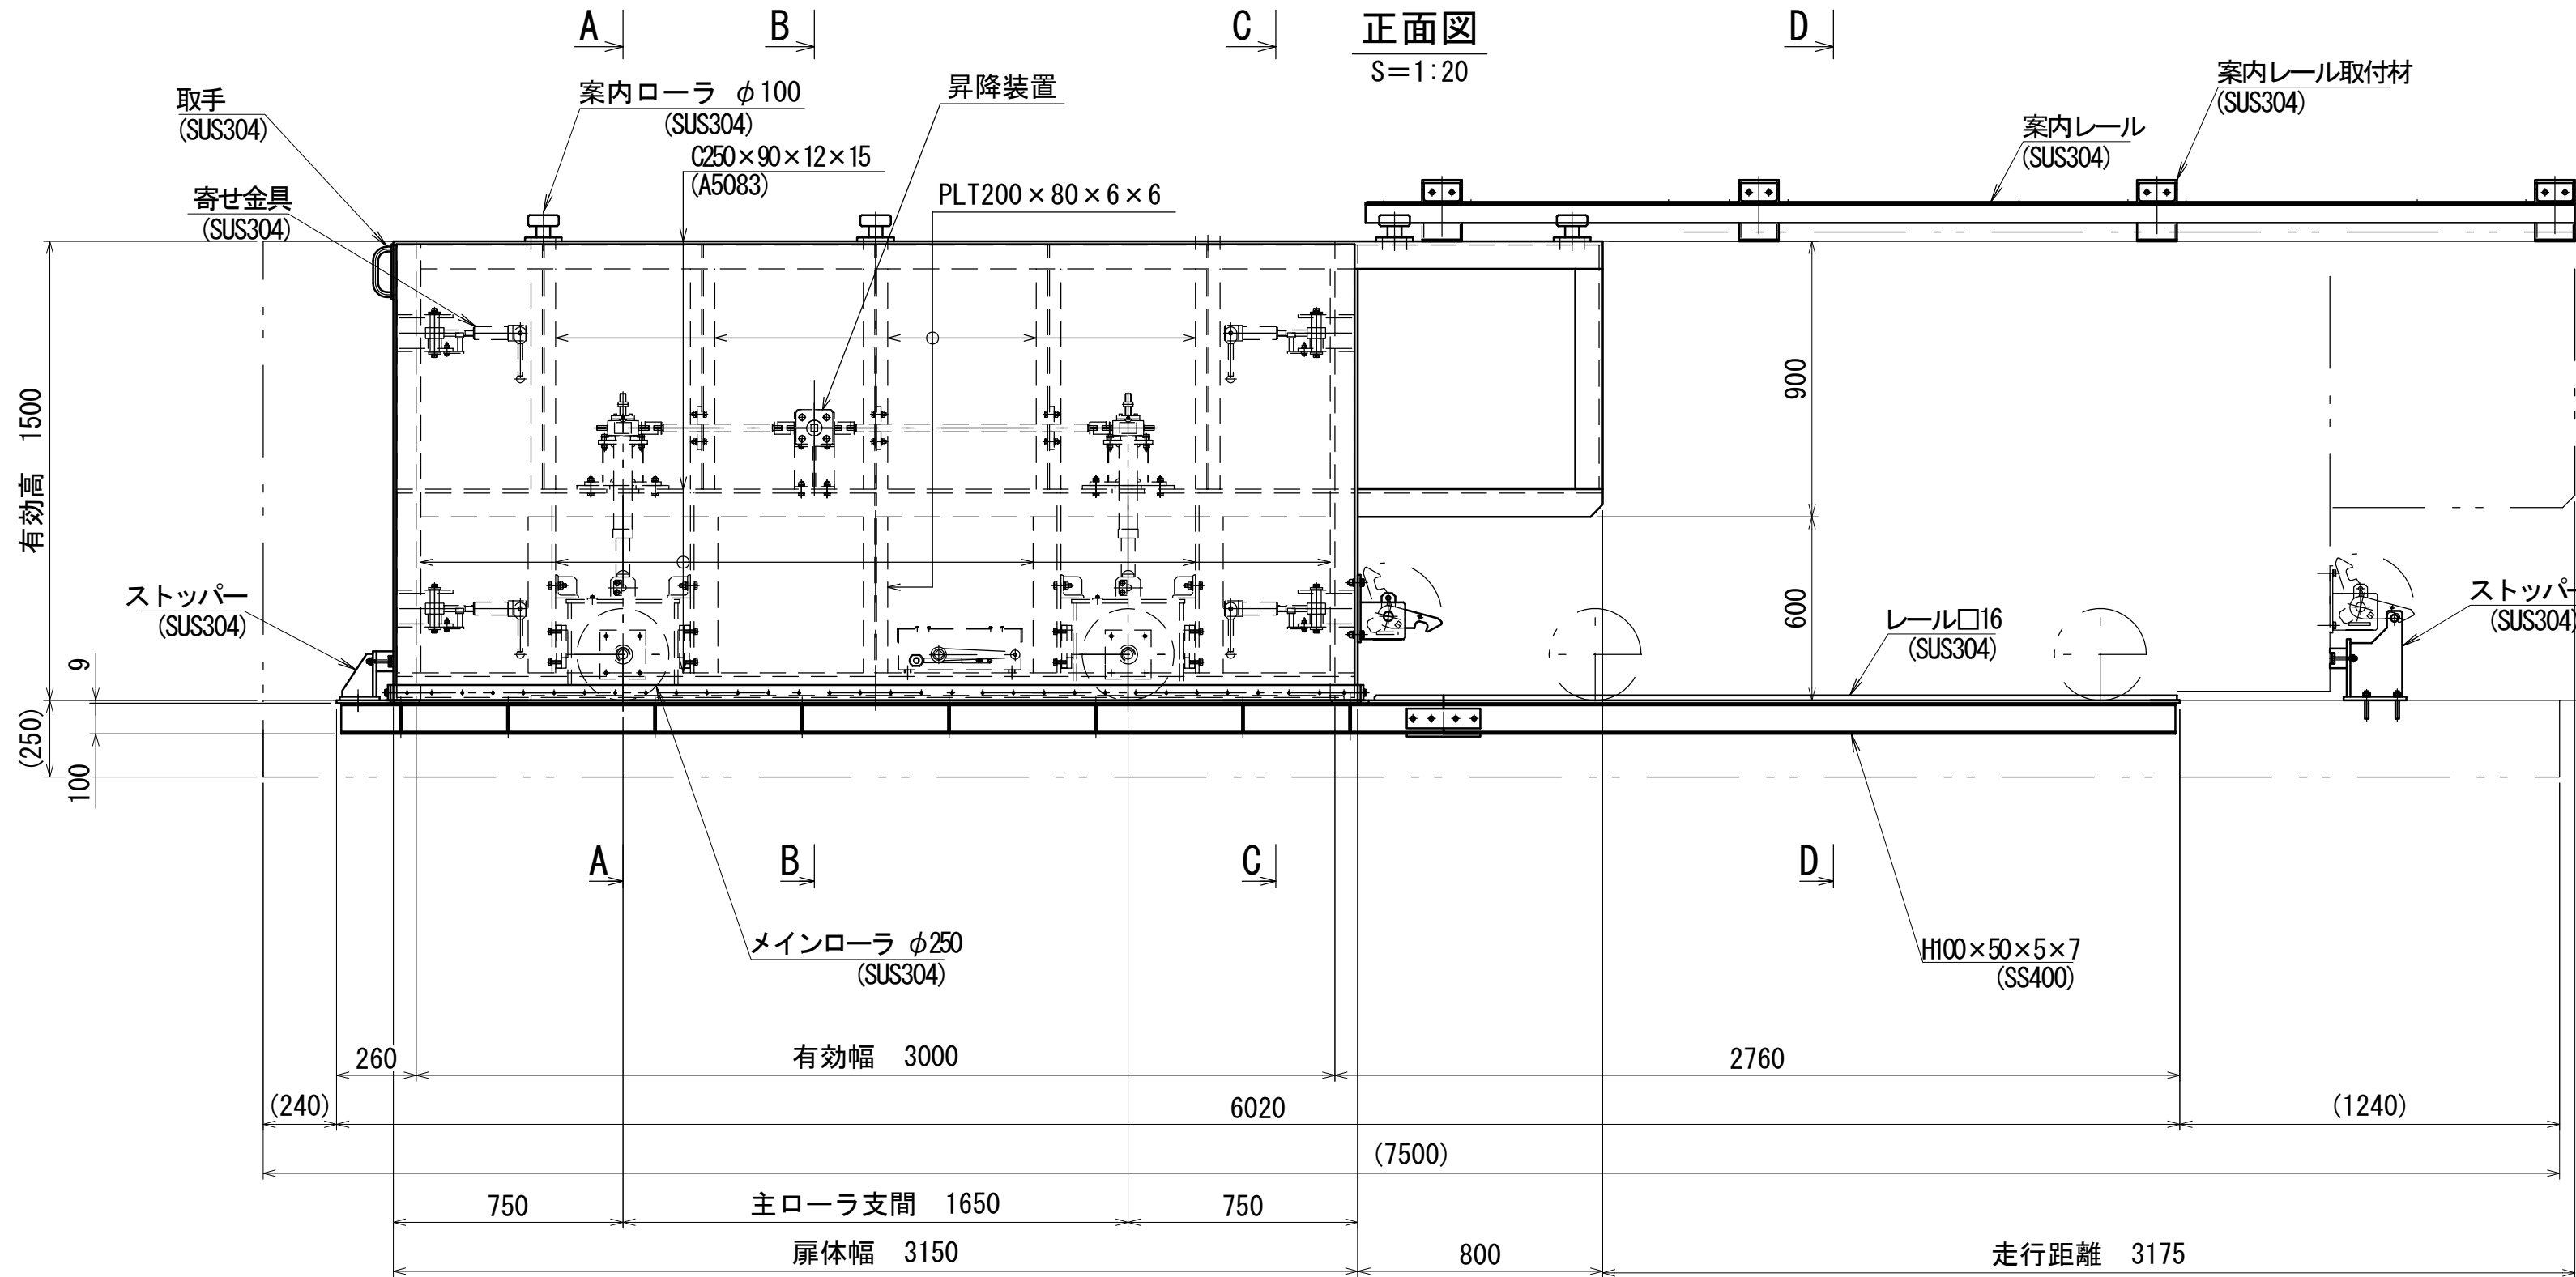 A
B
C
正面図
S=1:20
D
取手
(SUS304)
案内ローラ φ100
(SUS304)
昇降装置
案内レール取付材
(SUS304)
案内レール
(SUS304)
C250×90×12×15
(A5083)
PLT200×80×6×6
寄せ金具
(SUS304)
有効高 1500
900
600
ストッパー
(SUS304)
レール口16
(SUS304)
ストッパー
(SUS304)
9
(250)
100
A
B
C
D
メインローラ φ250
(SUS304)
H100×50×5×7
(SS400)
260
有効幅 3000
2760
(240)
6020
(1240)
(7500)
750
主ローラ支間 1650
750
扉体幅 3150
800
走行距離 3175